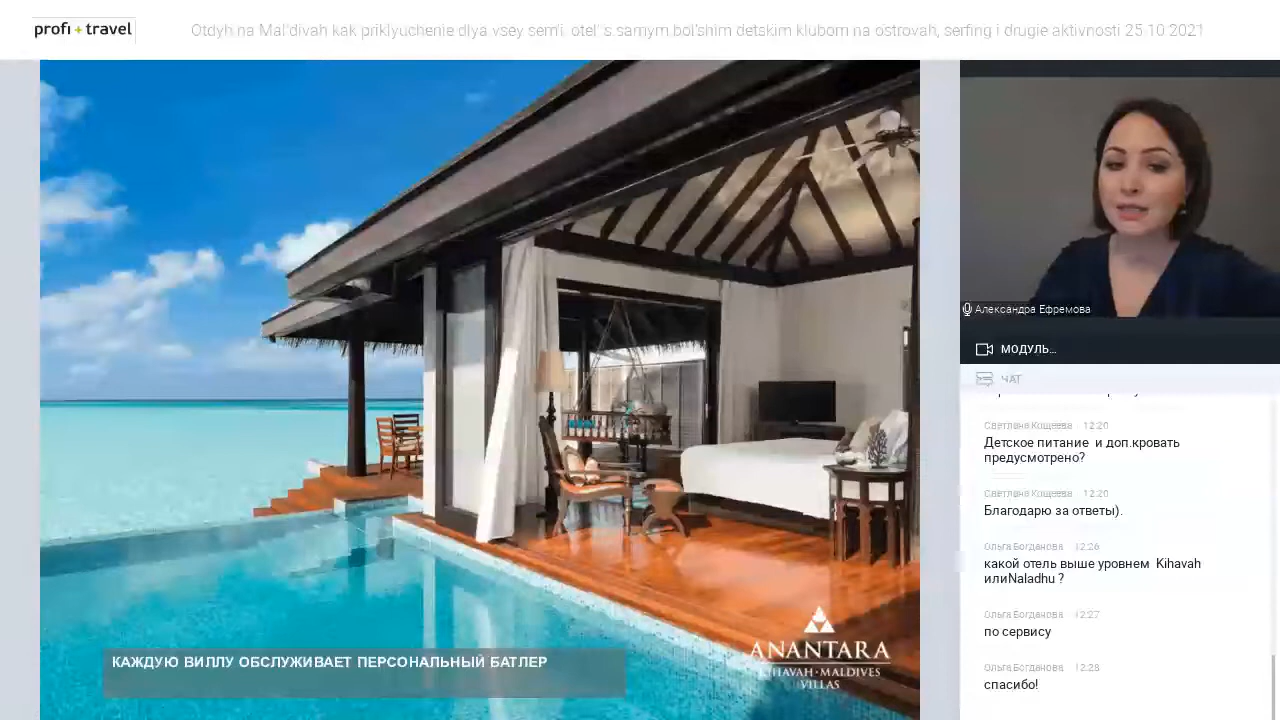 profi + travel
Otdyh na Mal'divah kak priklyuchenie dlya vsey sem'i: otel' s samym bol'shim detskim klubom na ostrovah, serfing i drugie aktivnosti 25.10.2021
КАЖДУЮ ВИЛЛУ ОБСЛУЖИВАЕТ ПЕРСОНАЛЬНЫЙ БАТЛЕР
ANANTARA
KIHAVAH·MALDIVES
VILLAS
Александра Ефремова
МОДУЛЬ...
ЧАТ
Светлана Кощеева 12:20
Детское питание и доп.кровать
предусмотрено?
Светлана Кощеева 12:20
Благодарю за ответы).
Ольга Богданова 12:26
какой отель выше уровнем Kihavah
илиNaladhu ?
Ольга Богданова 12:27
по сервису
Ольга Богданова 12:28
спасибо!